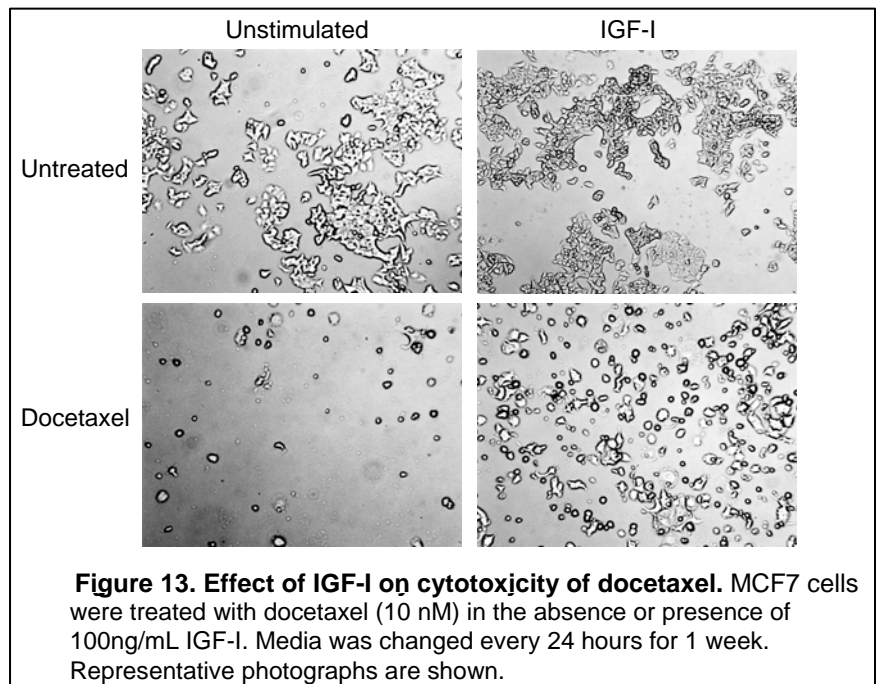 Unstimulated IGF-I
Untreated
Docetaxel
Figure 13. Effect of IGF-I on cytotoxicity of docetaxel. MCF7 cells
were treated with docetaxel (10 nM) in the absence or presence of
100ng/mL IGF-I. Media was changed every 24 hours for 1 week.
Representative photographs are shown.